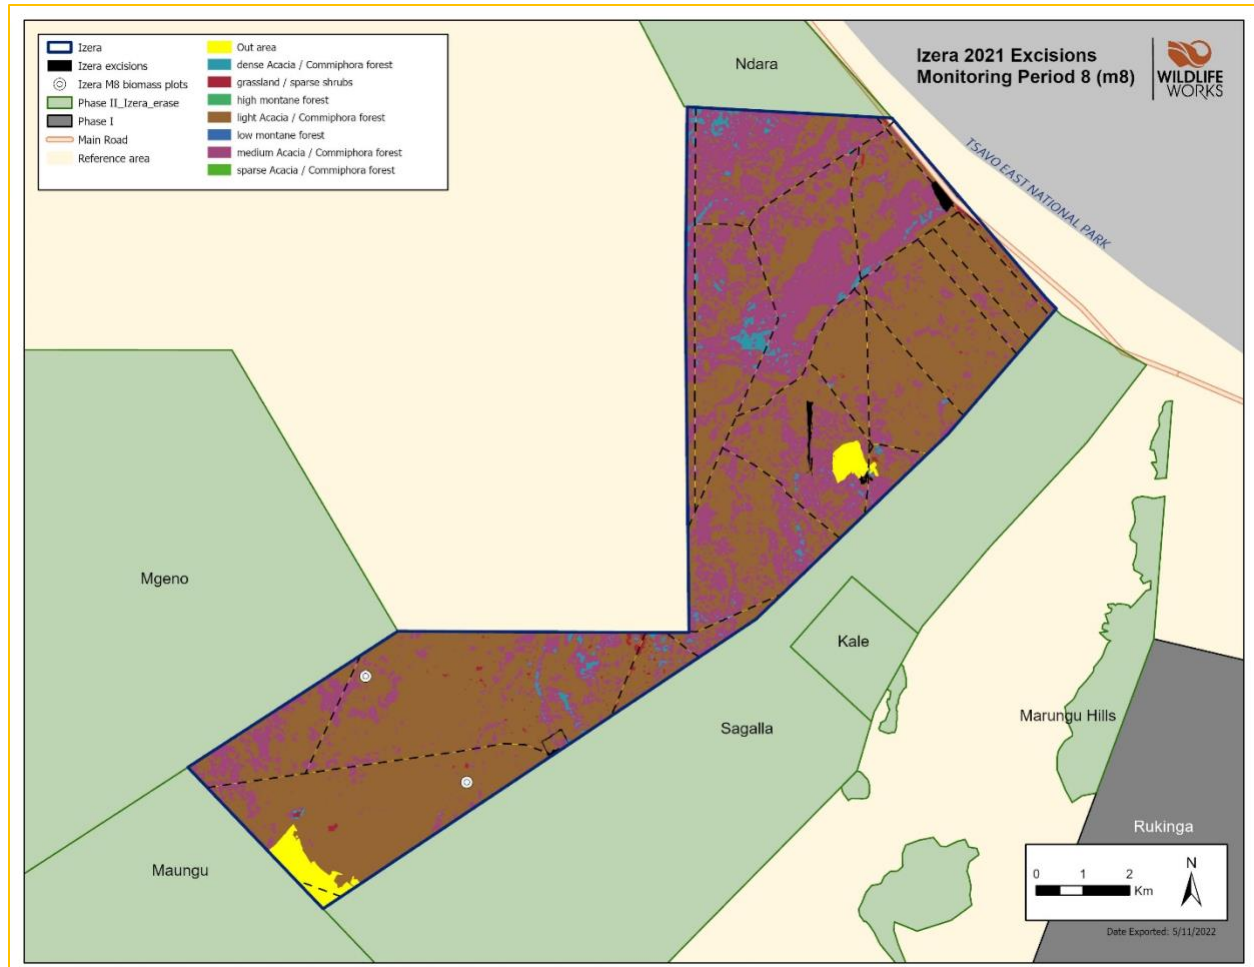 Izera
Izera excisions
Izera M8 biomass plots
Phase II_Izera_erase
Phase I
Main Road
Reference area
Out area
dense Acacia / Commiphora forest
grassland / sparse shrubs
high montane forest
light Acacia / Commiphora forest
low montane forest
medium Acacia / Commiphora forest
sparse Acacia / Commiphora forest
Ndara
Izera 2021 Excisions
Monitoring Period 8 (m8)
WILDLIFE
WORKS
TSAVO EAST NATIONAL PARK
Mgeno
Kale
Sagalla
Marungu Hills
Maungu
Rukinga
0 1 2
Km
N
Date Exported: 5/11/2022